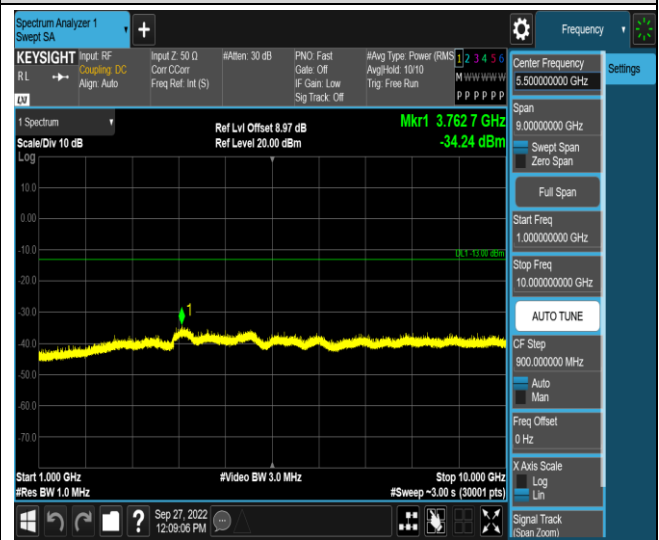 Spectrum Analyzer 1
Swept SA
Frequency
KEYSIGHT
RL
LXI
Input: RF
Coupling: DC
Align: Auto
Input Z: 50 Ω
Corr CCorr
Freq Ref: Int (S)
#Atten: 30 dB
PNO: Fast
Gate: Off
IF Gain: Low
Sig Track: Off
#Avg Type: Power (RMS
Avg|Hold: 10/10
Trig: Free Run
1 2 3 4 5 6
M W W W W W
P P P P P P
1 Spectrum
Scale/Div 10 dB
Log
Ref Lvl Offset 8.97 dB
Ref Level 20.00 dBm
Mkr1 3.762 7 GHz
-34.24 dBm
10.0
0.00
-10.0
DL1 -13.00 dBm
-20.0
-30.0
1
-40.0
-50.0
-60.0
-70.0
Start 1.000 GHz
#Res BW 1.0 MHz
#Video BW 3.0 MHz
Stop 10.000 GHz
#Sweep ~3.00 s (30001 pts)
Sep 27, 2022
12:09:06 PM
Center Frequency
5.500000000 GHz
Span
9.00000000 GHz
Swept Span
Zero Span
Full Span
Start Freq
1.000000000 GHz
Stop Freq
10.000000000 GHz
AUTO TUNE
CF Step
900.000000 MHz
Auto
Man
Freq Offset
0 Hz
X Axis Scale
Log
Lin
Signal Track
(Span Zoom)
Settings